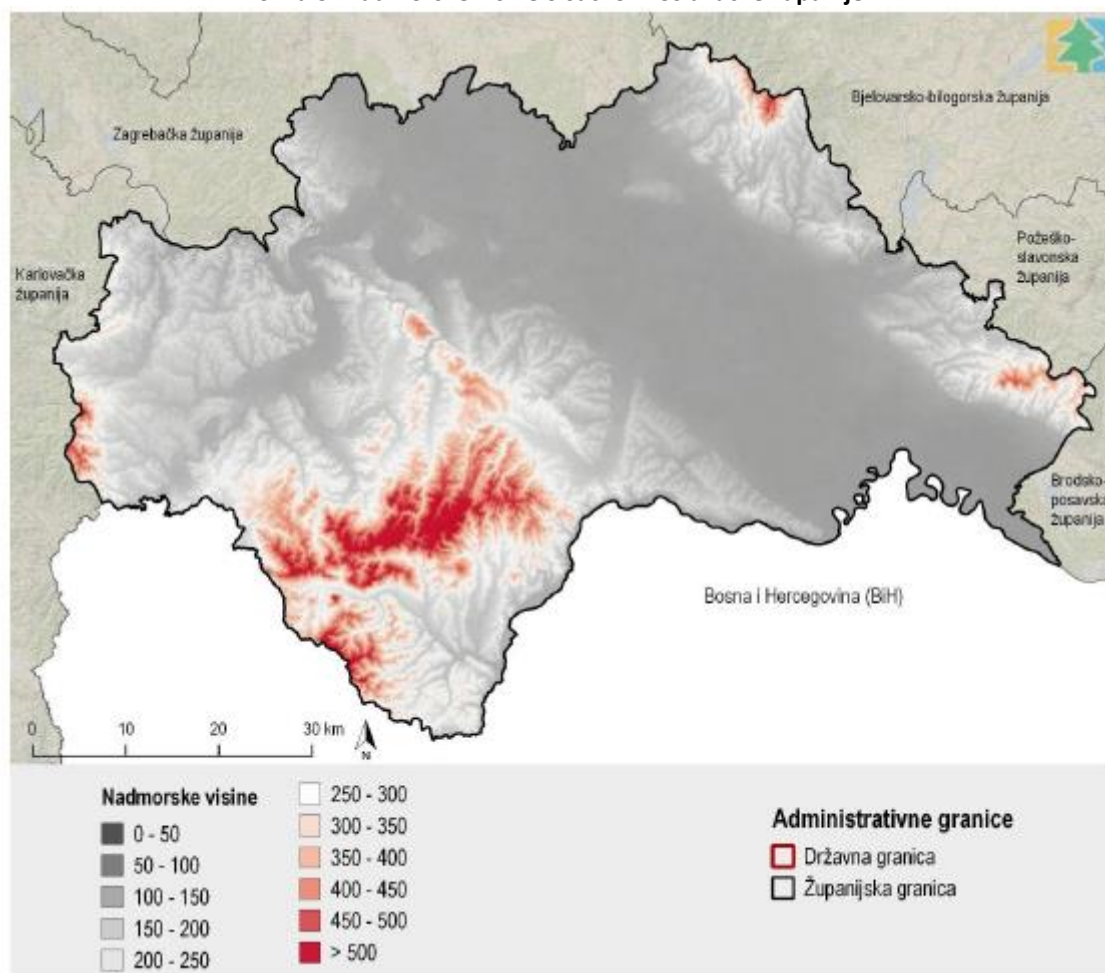 Zagrebačka županija
Bjelovarsko-bilogorska županija
Karlovačka
županija
Požeško-
slavonska
županija
Brodsko-
posavska
županija
Bosna i Hercegovina (BiH)
0 10 20 30 km
N
Nadmorske visine
0 - 50
50 - 100
100 - 150
150 - 200
200 - 250
250 - 300
300 - 350
350 - 400
400 - 450
450 - 500
> 500
Administrativne granice
Državna granica
Županijska granica